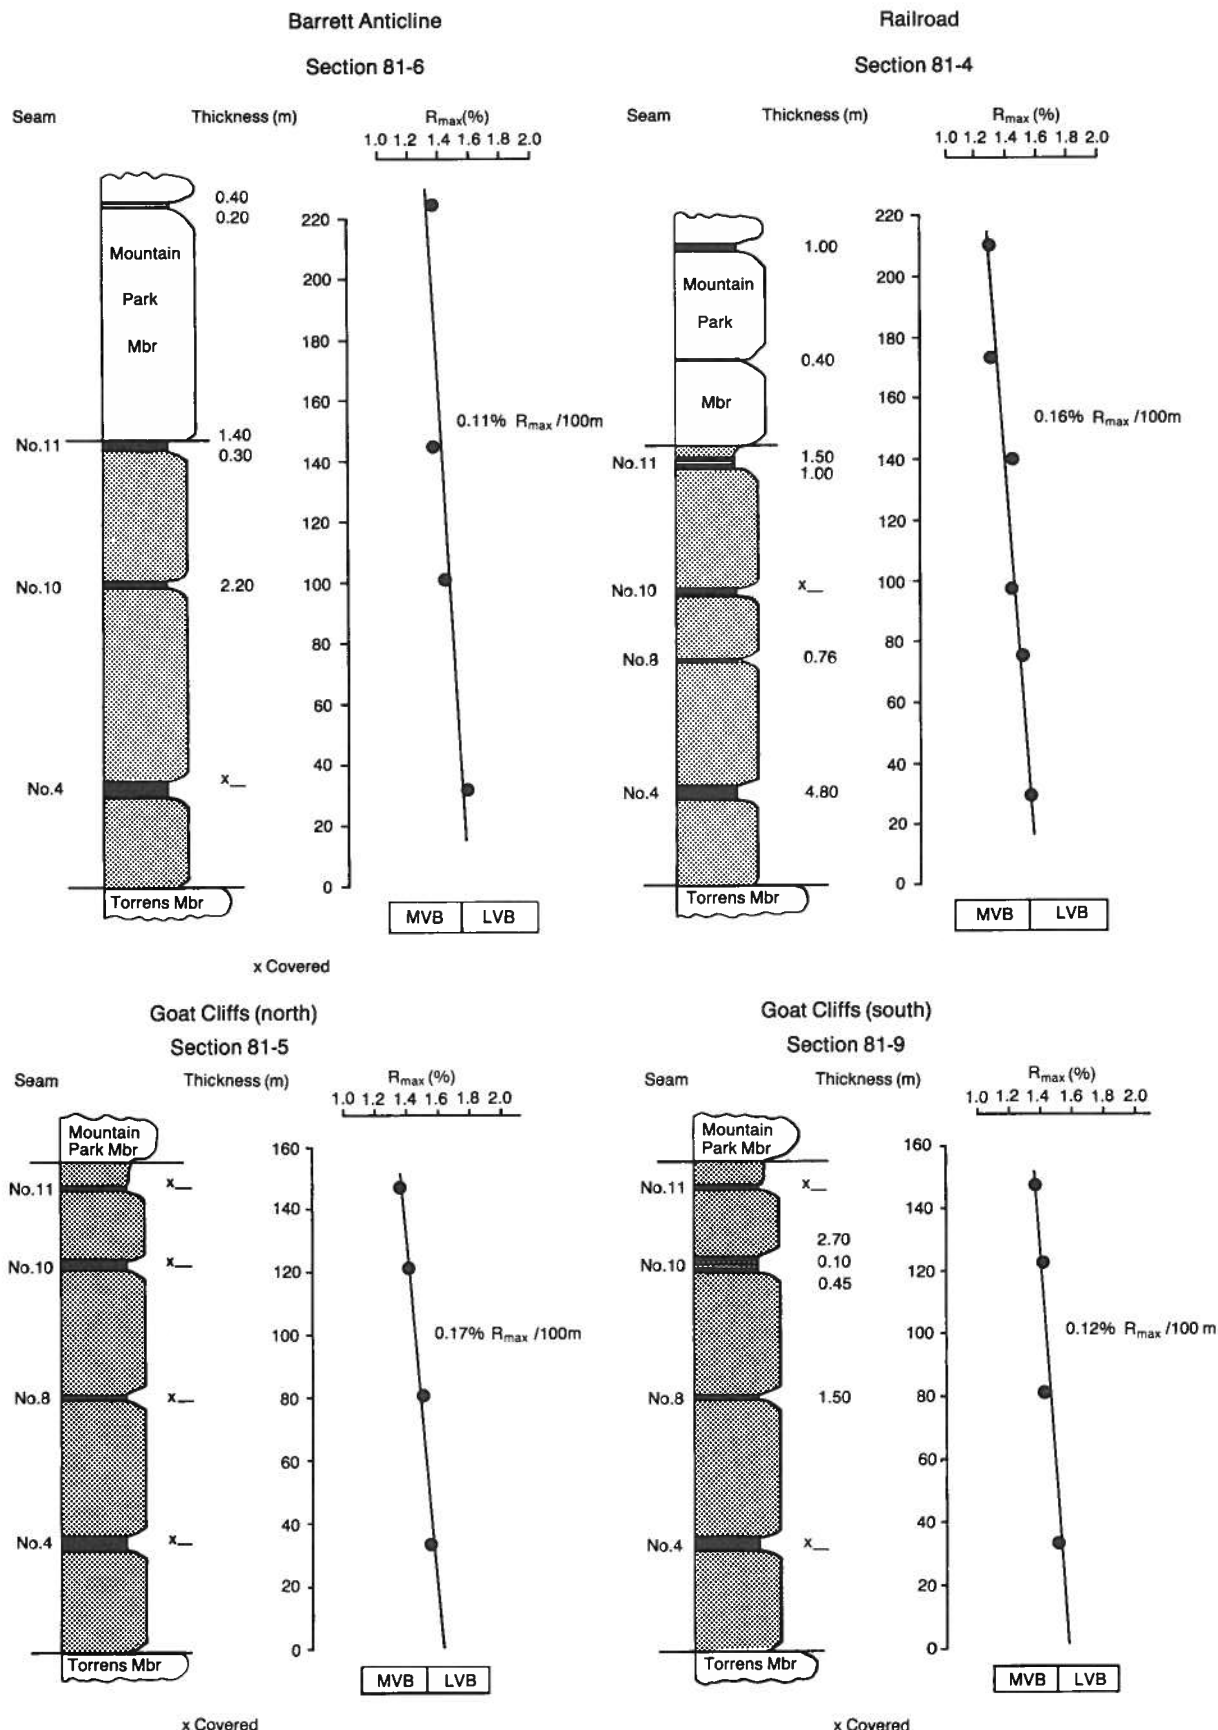 Barrett Anticline
Section 81-6
Seam Thickness (m) Rmax(%)
1.0 1.2 1.4 1.6 1.8 2.0
0.40
0.20
220
Mountain
200
Park
180
Mbr
160
0.11% Rmax /100m
No.11 1.40
0.30
140
120
100
No.10 2.20
80
60
40
No.4 x
20
0
Torrens Mbr
MVB LVB
x Covered
Railroad
Section 81-4
Seam Thickness (m) Rmax(%)
1.0 1.2 1.4 1.6 1.8 2.0
220
1.00
200
Mountain
Park
180
0.40
160
Mbr
0.16% Rmax /100m
No.11 1.50
1.00
140
120
100
No.10 x
80
No.8 0.76
60
40
No.4 4.80
20
0
Torrens Mbr
MVB LVB
Goat Cliffs (north)
Section 81-5
Seam Thickness (m) Rmax(%)
1.0 1.2 1.4 1.6 1.8 2.0
Mountain
Park Mbr
160
No.11 x
140
No.10 x
120
100
0.17% Rmax /100m
No.8 x
80
60
40
No.4 x
20
0
Torrens Mbr
MVB LVB
x Covered
Goat Cliffs (south)
Section 81-9
Seam Thickness (m) Rmax(%)
1.0 1.2 1.4 1.6 1.8 2.0
Mountain
Park Mbr
160
No.11 x
140
2.70
No.10 0.10
0.45
120
100
0.12% Rmax /100 m
No.8 1.50
80
60
40
No.4 x
20
0
Torrens Mbr
MVB LVB
x Covered